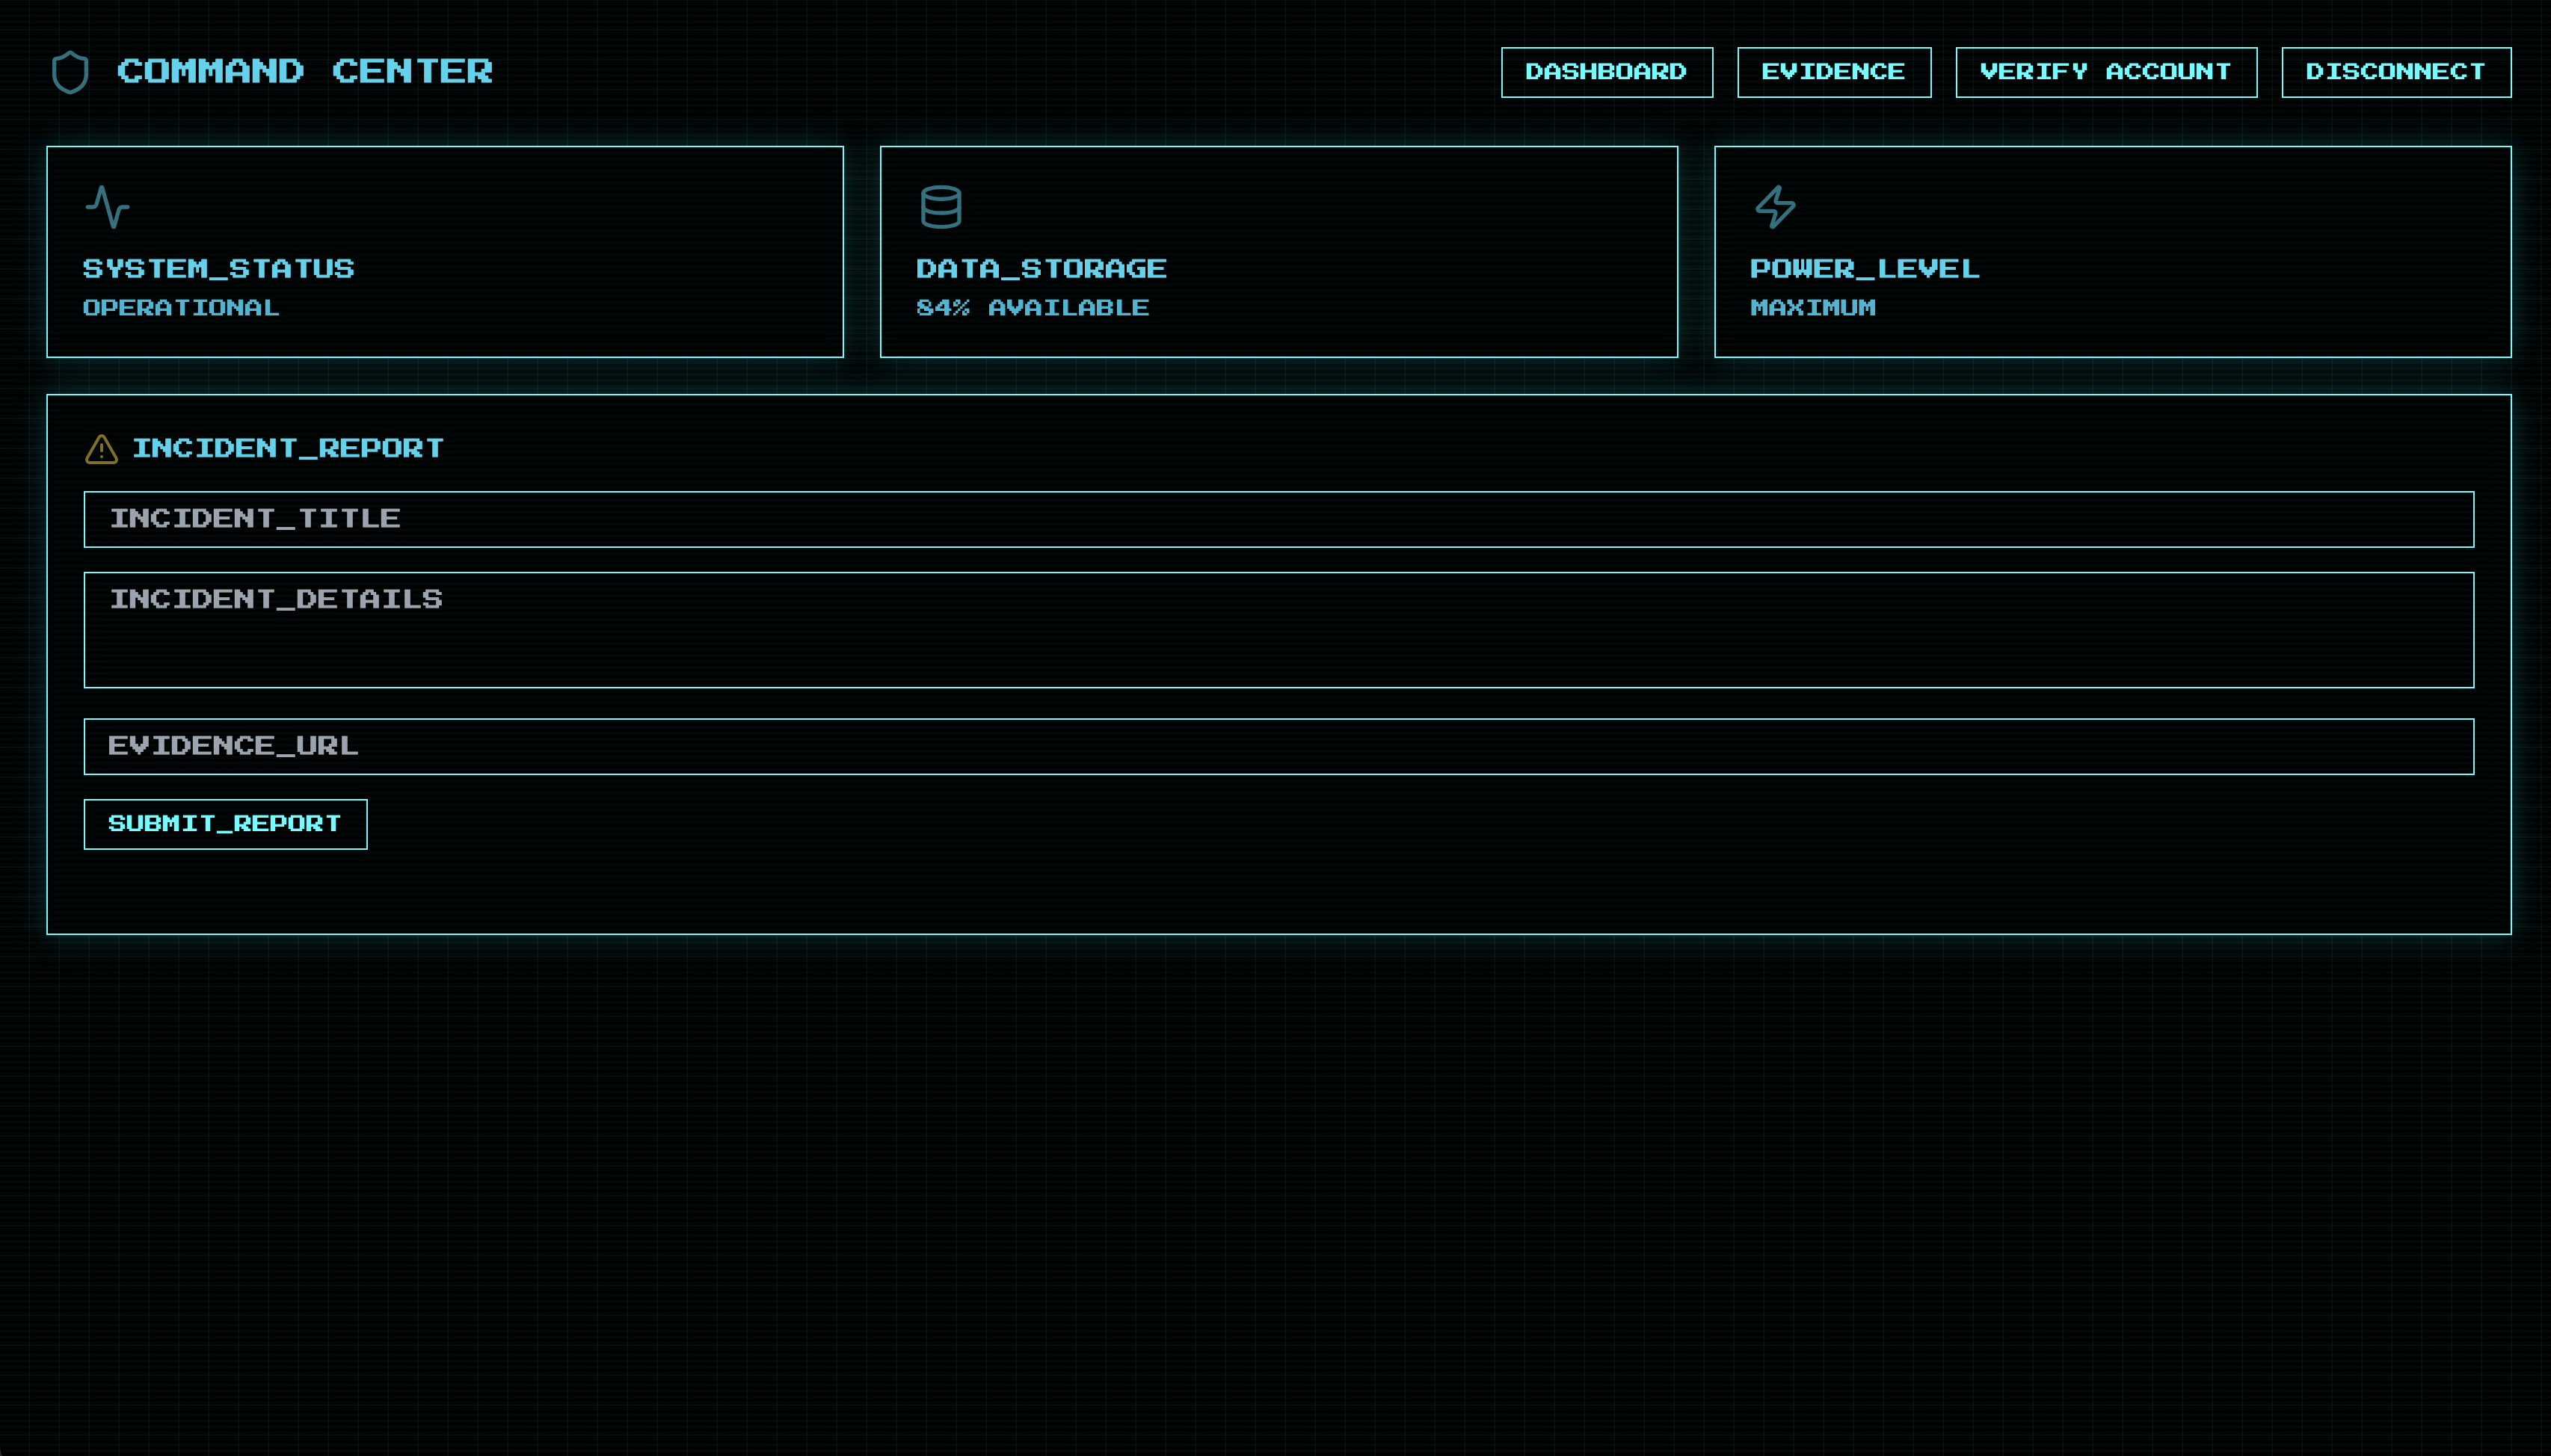 COMMAND CENTER
DASHBOARD
EVIDENCE
VERIFY ACCOUNT
DISCONNECT
SYSTEM_STATUS
OPERATIONAL
DATA_STORAGE
84% AVAILABLE
POWER_LEVEL
MAXIMUM
INCIDENT_REPORT
INCIDENT_TITLE
INCIDENT_DETAILS
EVIDENCE_URL
SUBMIT_REPORT